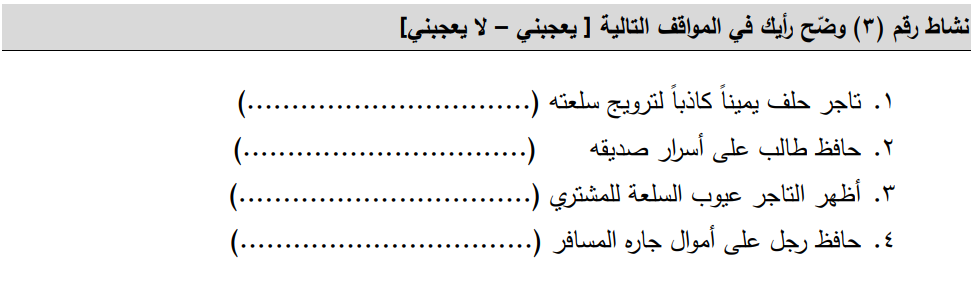 نشاط رقم (٣) وضّح رأيك في المواقف التالية [ يعجبني – لا يعجبني]
١. تاجر حلف يميناً كاذباً لترويج سلعته (...............................)
٢. حافظ طالب على أسرار صديقه (...............................)
٣. أظهر التاجر عيوب السلعة للمشتري (................................)
٤. حافظ رجل على أموال جاره المسافر (................................)